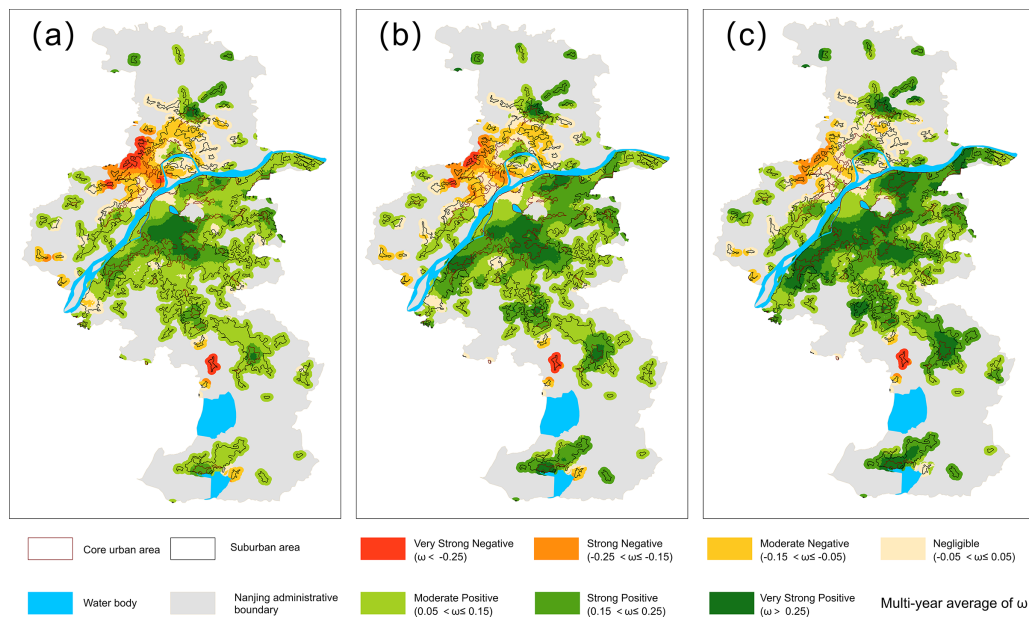 (a)
(b)
(c)
Core urban area
Suburban area
Very Strong Negative
(ω < -0.25)
Strong Negative
(-0.25 < ω≤ -0.15)
Moderate Negative
(-0.15 < ω≤ -0.05)
Negligible
(-0.05 < ω≤ 0.05)
Water body
Nanjing administrative
boundary
Moderate Positive
(0.05 < ω≤ 0.15)
Strong Positive
(0.15 < ω≤ 0.25)
Very Strong Positive
(ω > 0.25)
Multi-year average of ω